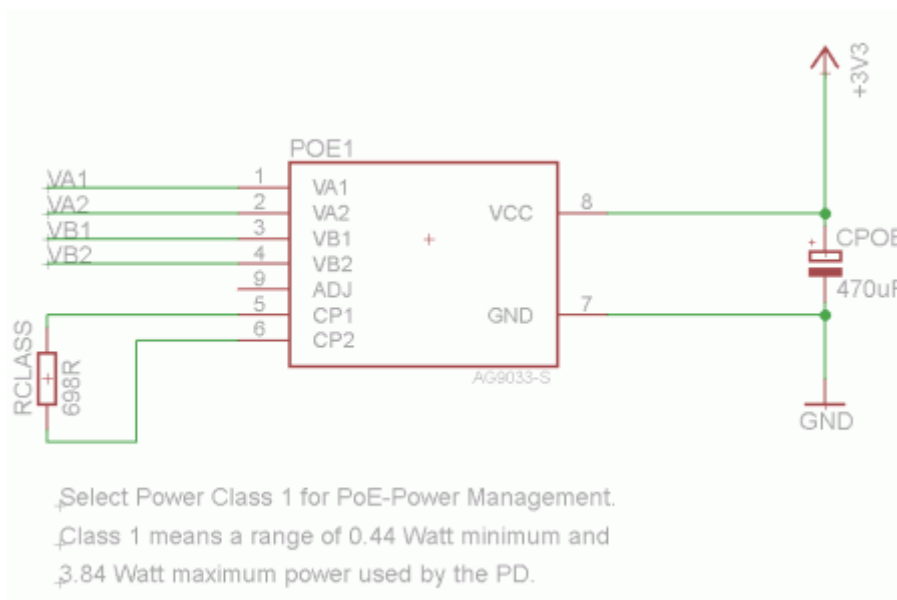 +3V3
POE1
VA1
1
VA1
VA2
2
VA2
VCC
8
VB1
3
VB1
VB2
4
VB2
CPOE
9
ADJ
470uF
5
CP1
GND
7
6
CP2
RCLASS
698R
AG9033-S
GND
Select Power Class 1 for PoE-Power Management.
Class 1 means a range of 0.44 Watt minimum and
3.84 Watt maximum power used by the PD.